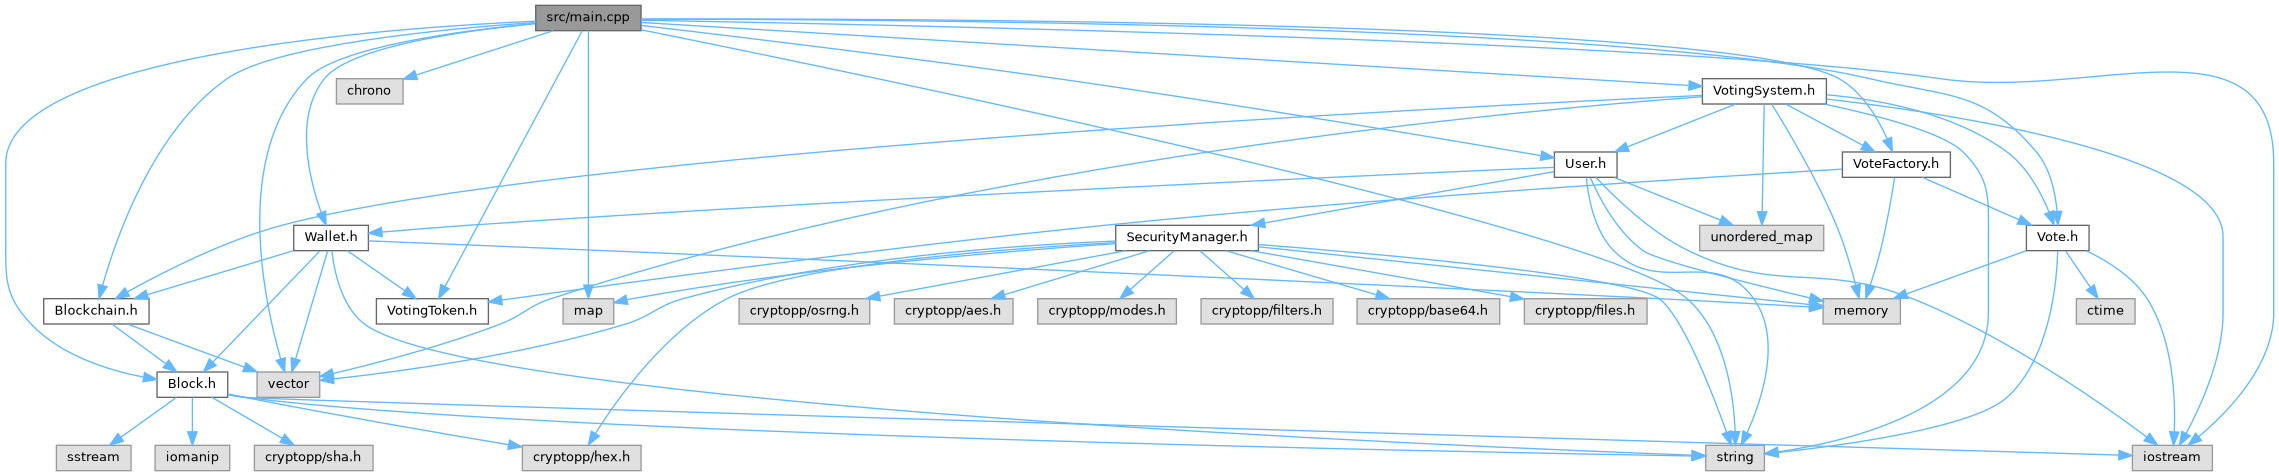 src/main.cpp
chrono
VotingSystem.h
User.h
VoteFactory.h
Wallet.h
SecurityManager.h
unordered_map
Vote.h
Blockchain.h
VotingToken.h
map
cryptopp/osrng.h
cryptopp/aes.h
cryptopp/modes.h
cryptopp/filters.h
cryptopp/base64.h
cryptopp/files.h
memory
ctime
Block.h
vector
sstream
iomanip
cryptopp/sha.h
cryptopp/hex.h
string
iostream